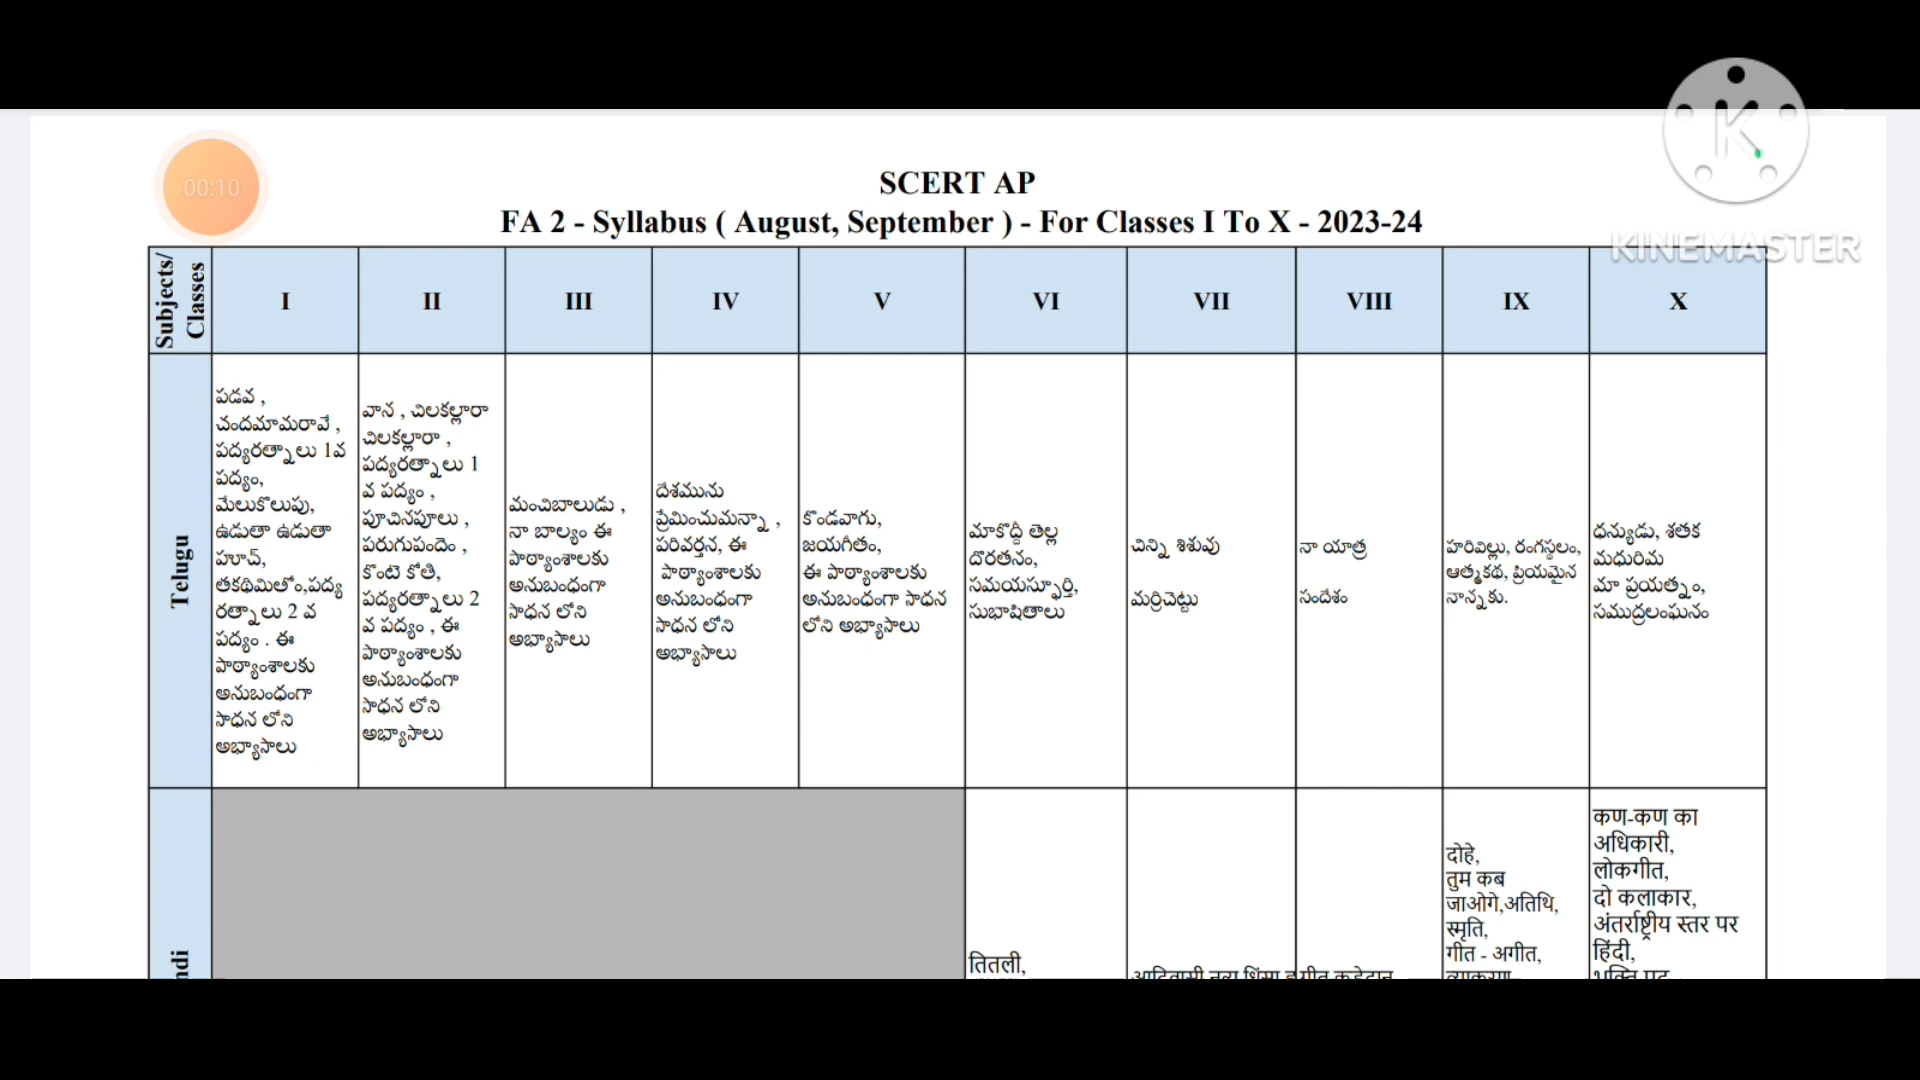 00:10
KINEMASTER
SCERT AP
FA 2 - Syllabus ( August, September ) - For Classes I To X - 2023-24
Subjects/
Classes
I
II
III
IV
V
VI
VII
VIII
IX
X
Telugu
పడవ ,
చందమామరావే ,
పద్యరత్నాలు 1వ
పద్యం,
మేలుకొలుపు,
ఉడుతా ఉడుతా
హూచ్,
తకథిమిలోం,పద్య
రత్నాలు 2 వ
పద్యం . ఈ
పాఠ్యాంశాలకు
అనుబంధంగా
సాధన లోని
అభ్యాసాలు
వాన , చిలకల్లారా
చిలకల్లారా ,
పద్యరత్నాలు 1
వ పద్యం ,
పూచినపూలు ,
పరుగుపందెం ,
కొంటె కోతి,
పద్యరత్నాలు 2
వ పద్యం , ఈ
పాఠ్యాంశాలకు
అనుబంధంగా
సాధన లోని
అభ్యాసాలు
మంచిబాలుడు ,
నా బాల్యం ఈ
పాఠ్యాంశాలకు
అనుబంధంగా
సాధన లోని
అభ్యాసాలు
దేశమును
ప్రేమించుమన్నా ,
పరివర్తన, ఈ
పాఠ్యాంశాలకు
అనుబంధంగా
సాధన లోని
అభ్యాసాలు
కొండవాగు,
జయగీతం,
ఈ పాఠ్యాంశాలకు
అనుబంధంగా సాధన
లోని అభ్యాసాలు
మాకొద్దీ తెల్ల
దొరతనం,
సమయస్ఫూర్తి,
సుభాషితాలు
చిన్ని శిశువు
మర్రిచెట్టు
నా యాత్ర
సందేశం
హరివిల్లు, రంగస్థలం,
ఆత్మకథ, ప్రియమైన
నాన్నకు.
ధన్యుడు, శతక
మధురిమ
మా ప్రయత్నం,
సముద్రలంఘనం
तितली,
दोहे,
तुम कब
जाओगे,अतिथि,
स्मृति,
गीत - अगीत,
कण-कण का
अधिकारी,
लोकगीत,
दो कलाकार,
अंतर्राष्ट्रीय स्तर पर
हिंदी,